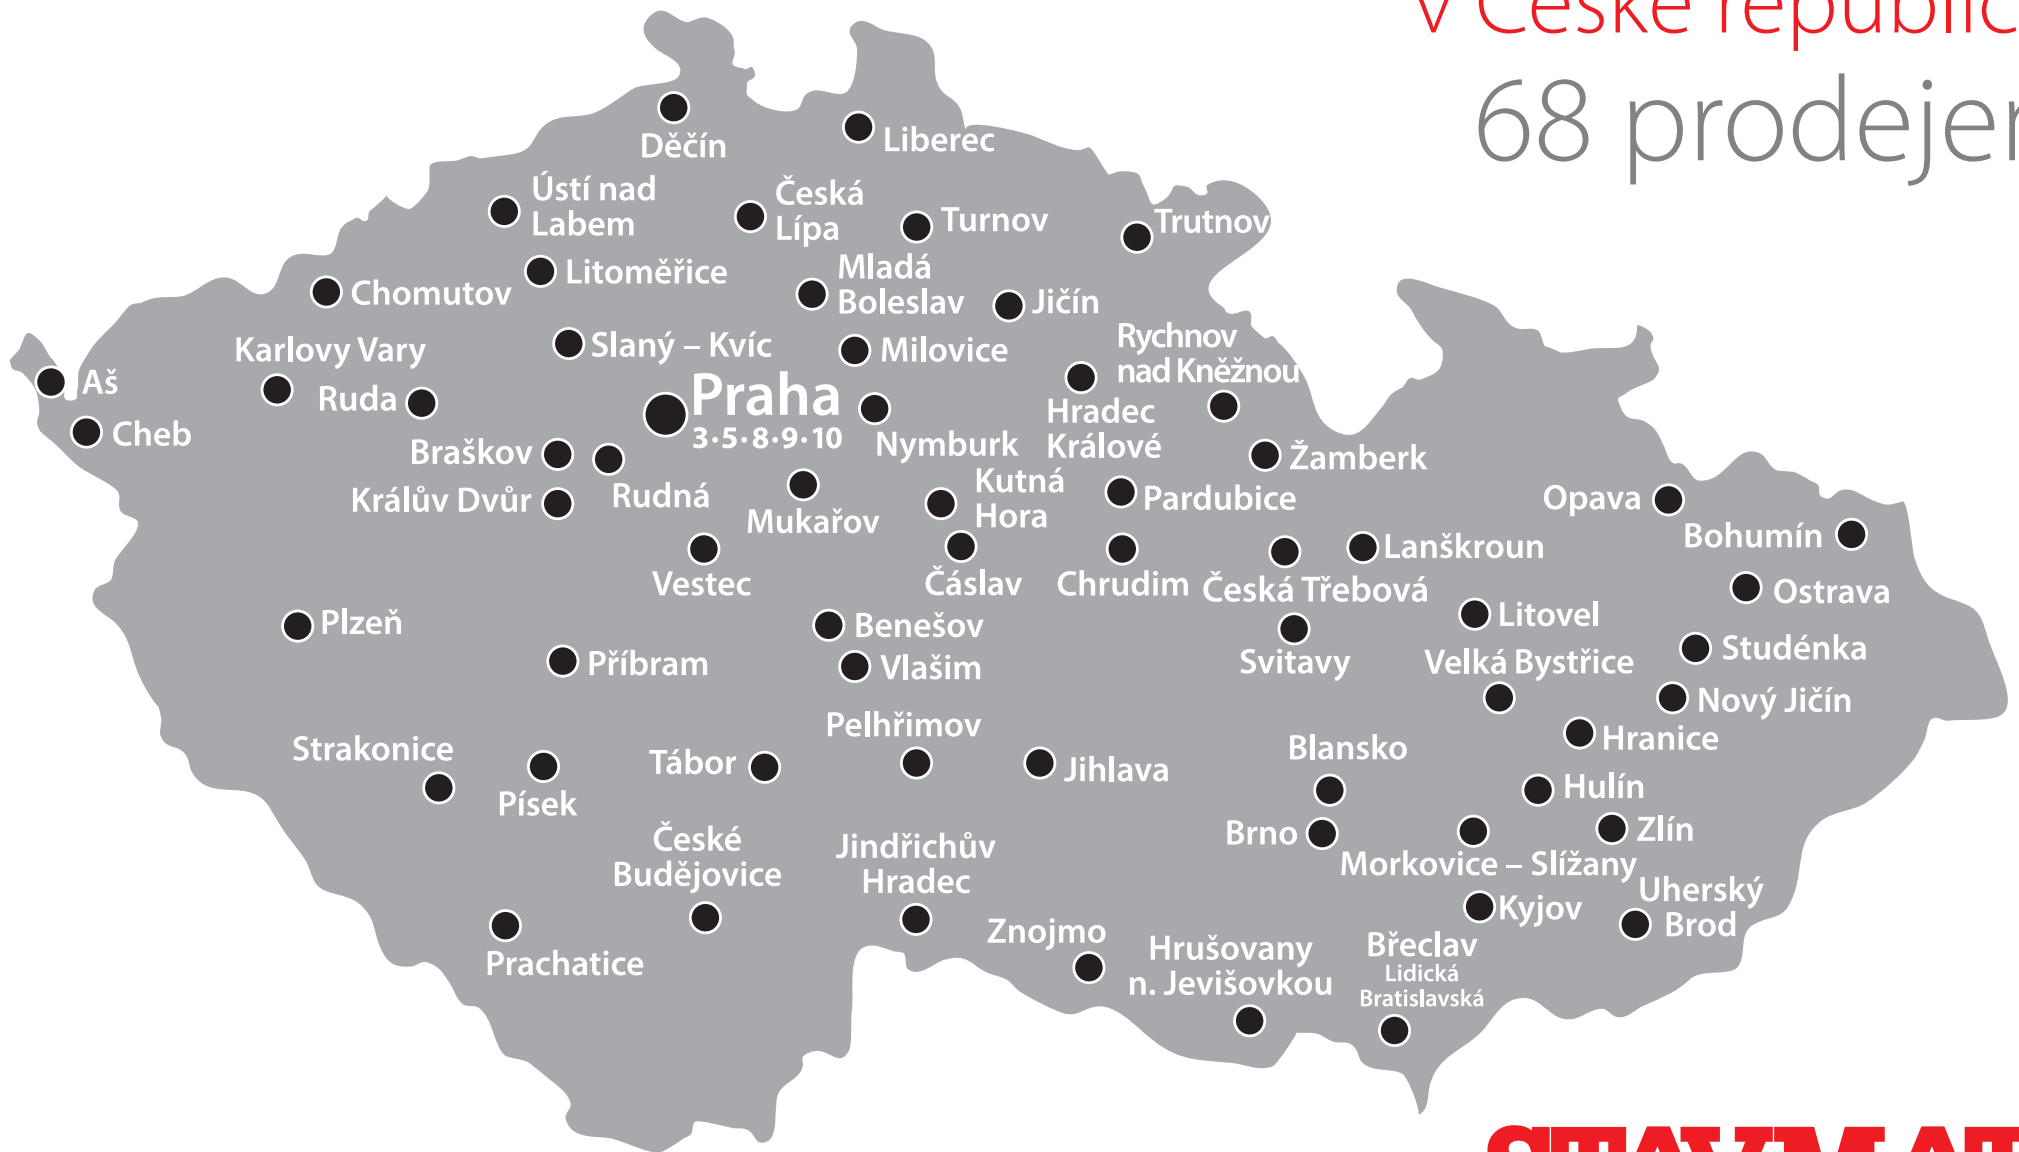 v České republic
68 prodejen
Děčín
Liberec
Ústí nad
Labem
Česká
Lípa
Turnov
Trutnov
Litoměřice
Mladá
Boleslav
Chomutov
Jičín
Karlovy Vary
Slaný – Kvíc
Milovice
Rychnov
nad Kněžnou
Aš
Ruda
Praha
3·5·8·9·10
Hradec
Králové
Cheb
Braškov
Nymburk
Žamberk
Králův Dvůr
Rudná
Mukařov
Kutná
Hora
Pardubice
Opava
Bohumín
Vestec
Čáslav
Chrudim
Česká Třebová
Lanškroun
Ostrava
Plzeň
Benešov
Litovel
Příbram
Vlašim
Svitavy
Velká Bystřice
Studénka
Nový Jičín
Strakonice
Písek
Tábor
Pelhřimov
Jihlava
Blansko
Hranice
Hulín
České
Budějovice
Jindřichův
Hradec
Brno
Morkovice – Slížany
Zlín
Prachatice
Znojmo
Hrušovany
n. Jevišovkou
Břeclav
Lidická
Bratislavská
Kyjov
Uherský
Brod
STAVMAT